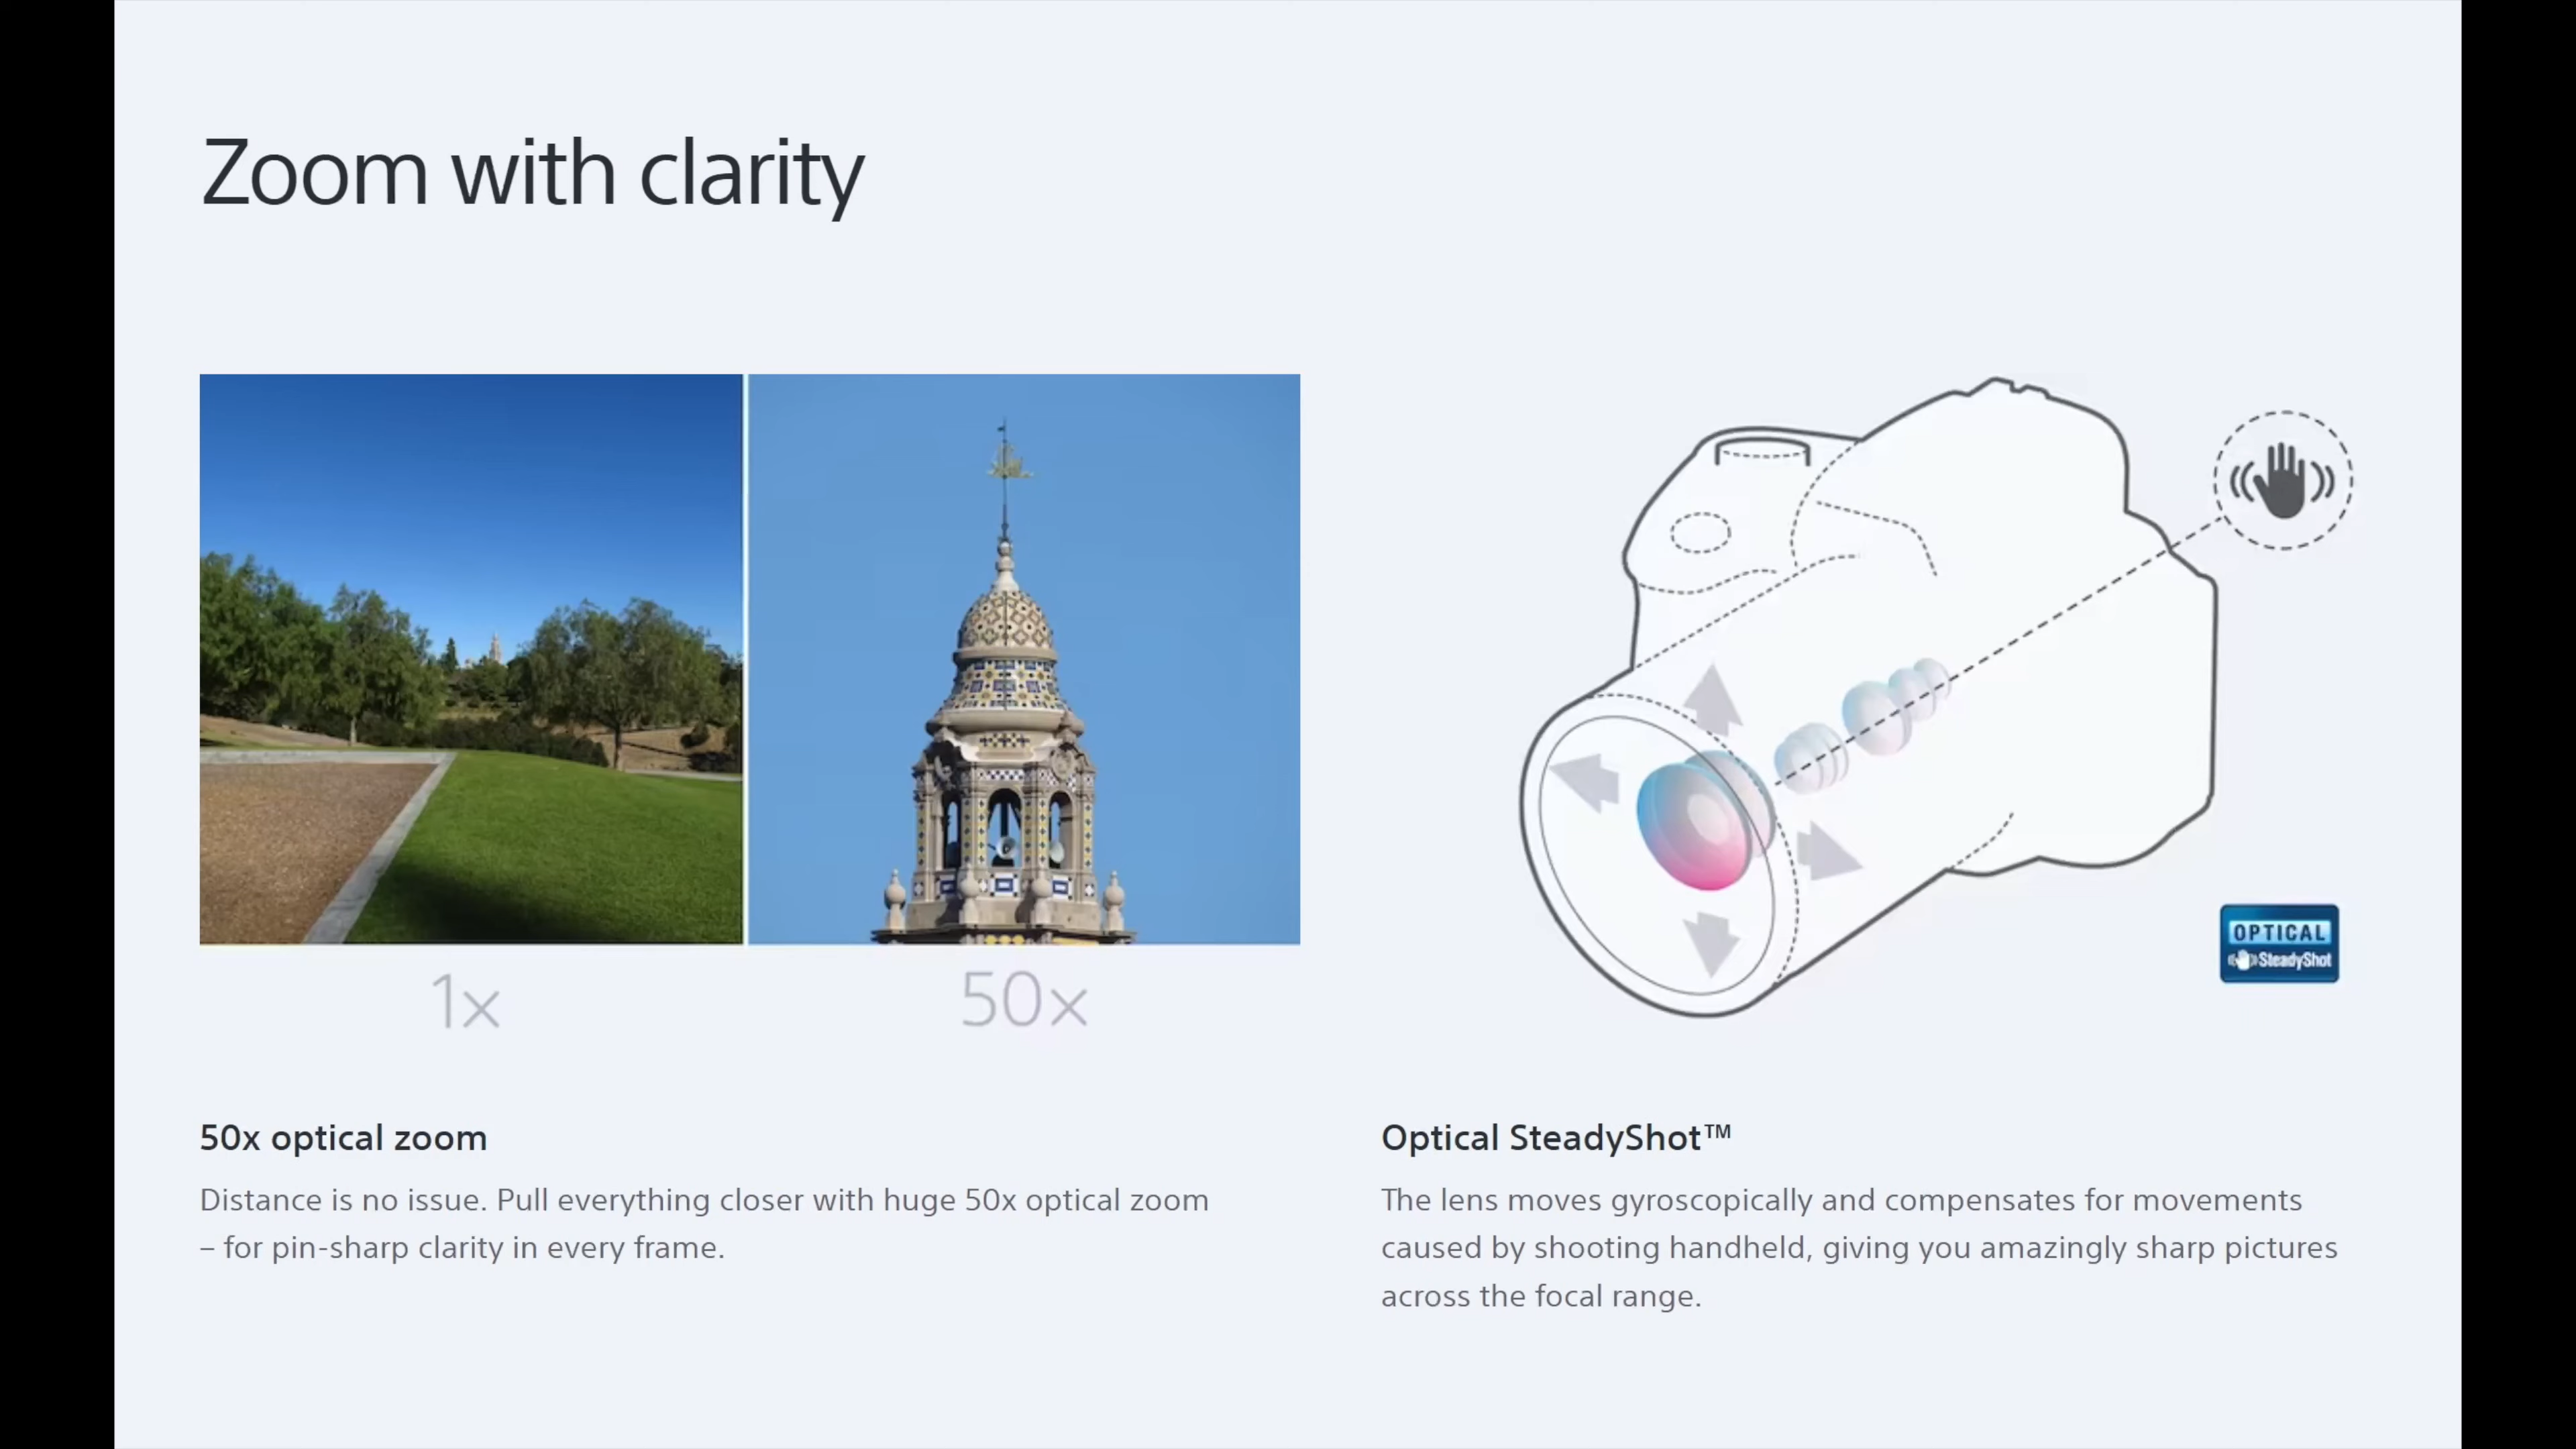 Zoom with clarity
1x
50x
OPTICAL
SteadyShot
50x optical zoom
Distance is no issue. Pull everything closer with huge 50x optical zoom
– for pin-sharp clarity in every frame.
Optical SteadyShot™
The lens moves gyroscopically and compensates for movements
caused by shooting handheld, giving you amazingly sharp pictures
across the focal range.